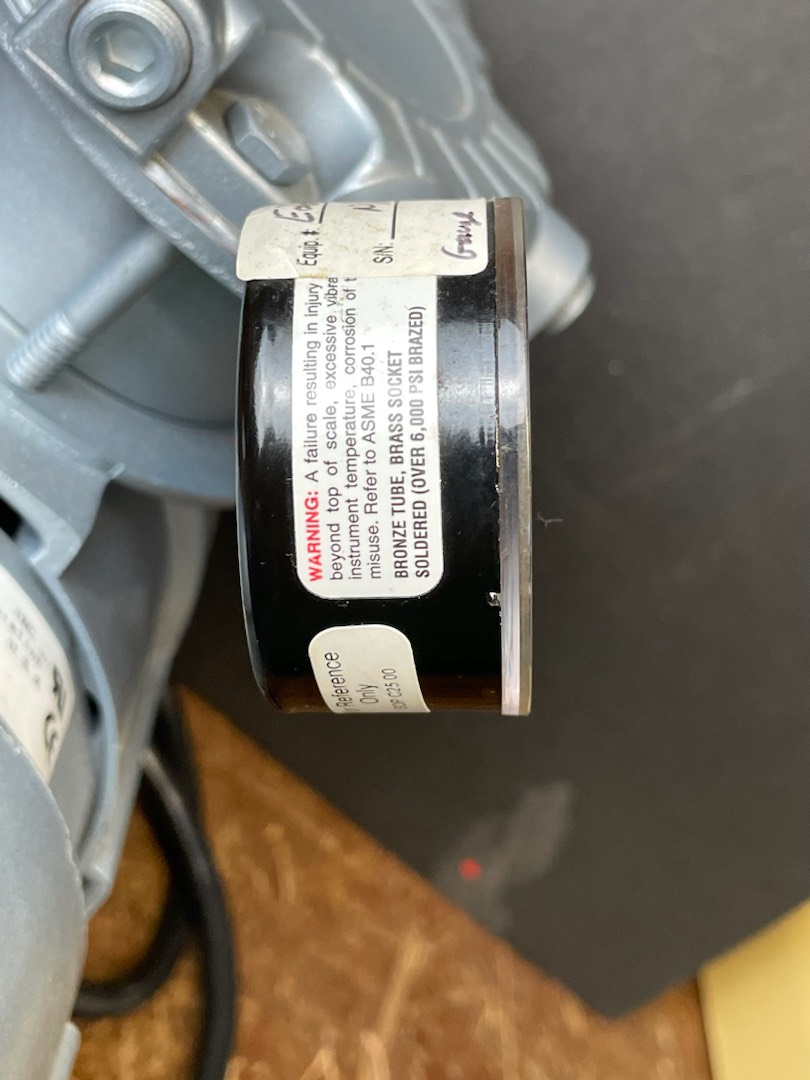 Equip. #
S/N:
WARNING: A failure resulting in injury
beyond top of scale, excessive vibra
instrument temperature, corrosion of t
misuse. Refer to ASME B40.1
BRONZE TUBE, BRASS SOCKET
SOLDERED (OVER 6,000 PSI BRAZED)
Reference
Only